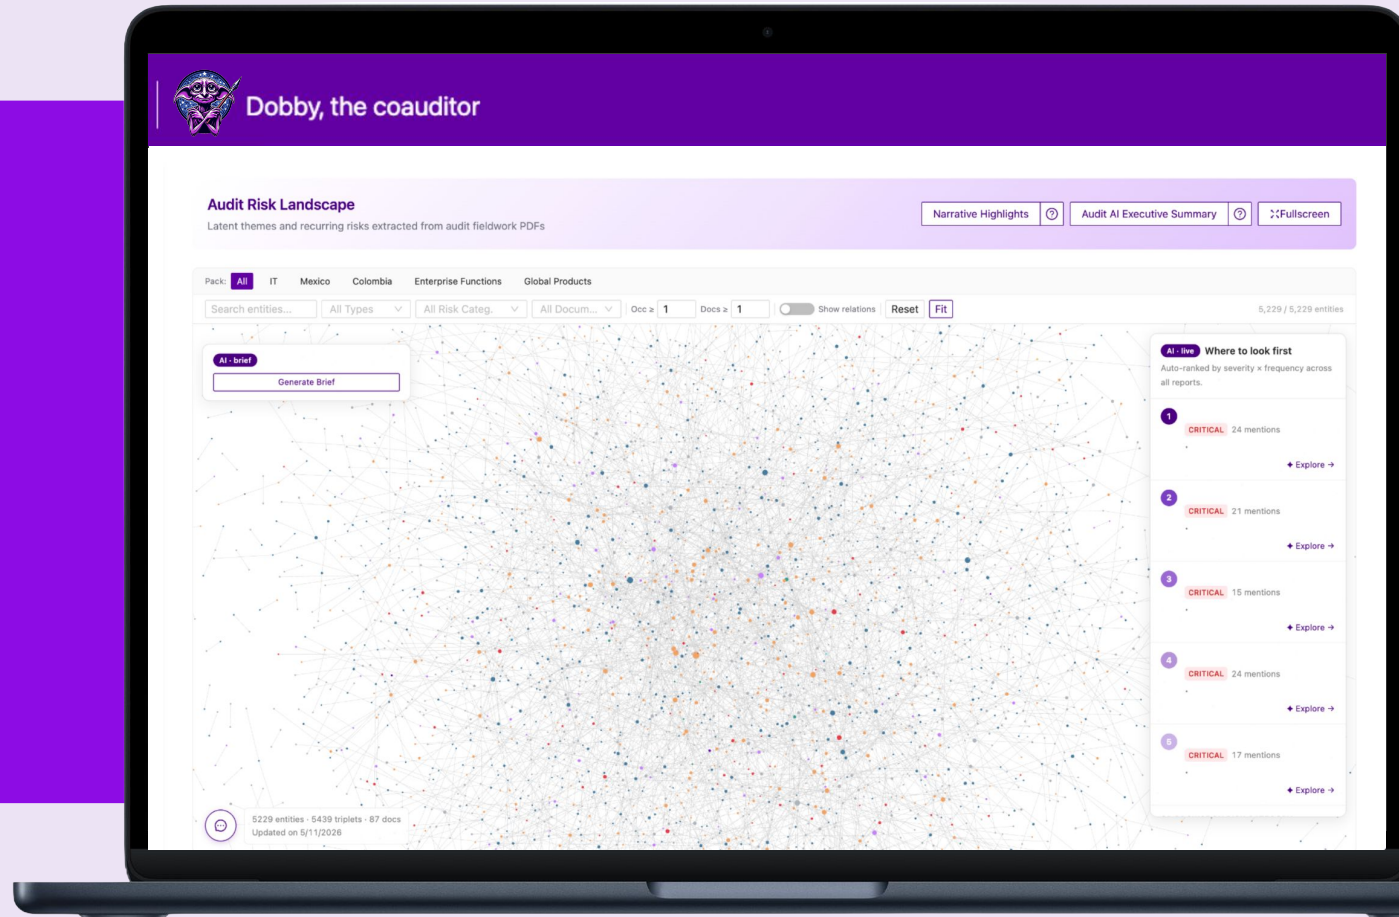 Dobby, the coauditor
Audit Risk Landscape
Latent themes and recurring risks extracted from audit fieldwork PDFs
Narrative Highlights
Audit AI Executive Summary
Fullscreen
Pack: All IT Mexico Colombia Enterprise Functions Global Products
Search entities... All Types All Risk Categ. All Docum... Occ ≥ 1 Docs ≥ 1 Show relations Reset Fit 5,229 / 5,229 entities
AI · brief
Generate Brief
AI · live Where to look first
Auto-ranked by severity × frequency across
all reports.
1
CRITICAL 24 mentions
Explore →
2
CRITICAL 21 mentions
Explore →
3
CRITICAL 15 mentions
Explore →
4
CRITICAL 24 mentions
Explore →
5
CRITICAL 17 mentions
Explore →
5229 entities · 5439 triplets · 87 docs
Updated on 5/11/2026